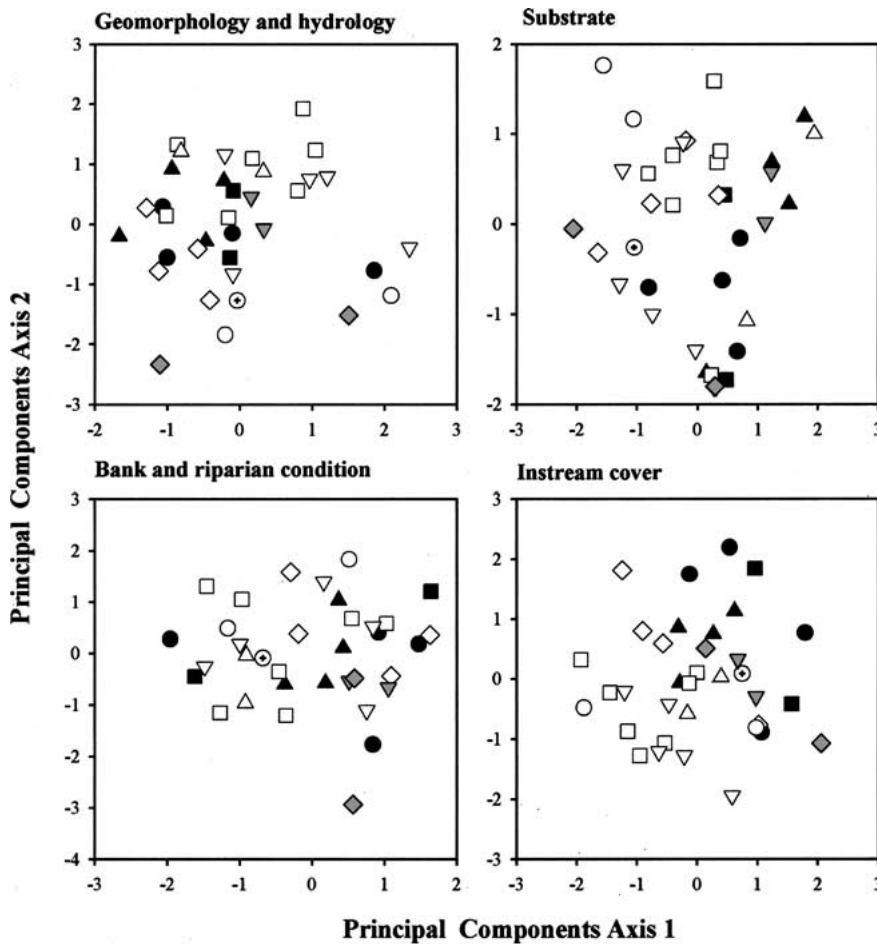 Geomorphology and hydrology
Substrate
3
2
1
0
-1
-2
-3
2
1
0
-1
-2
-2 -1 0 1 2 3
-3 -2 -1 0 1 2 3
Bank and riparian condition
Instream cover
3
2
1
0
-1
-2
-3
-4
3
2
1
0
-1
-2
-3
-3 -2 -1 0 1 2
-3 -2 -1 0 1 2 3
Principal Components Axis 2
Principal Components Axis 1